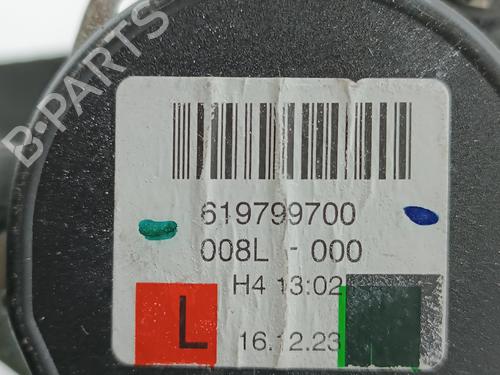 B-PARTS
619799700
008L - 000
H4 13:02
L 16.12.23